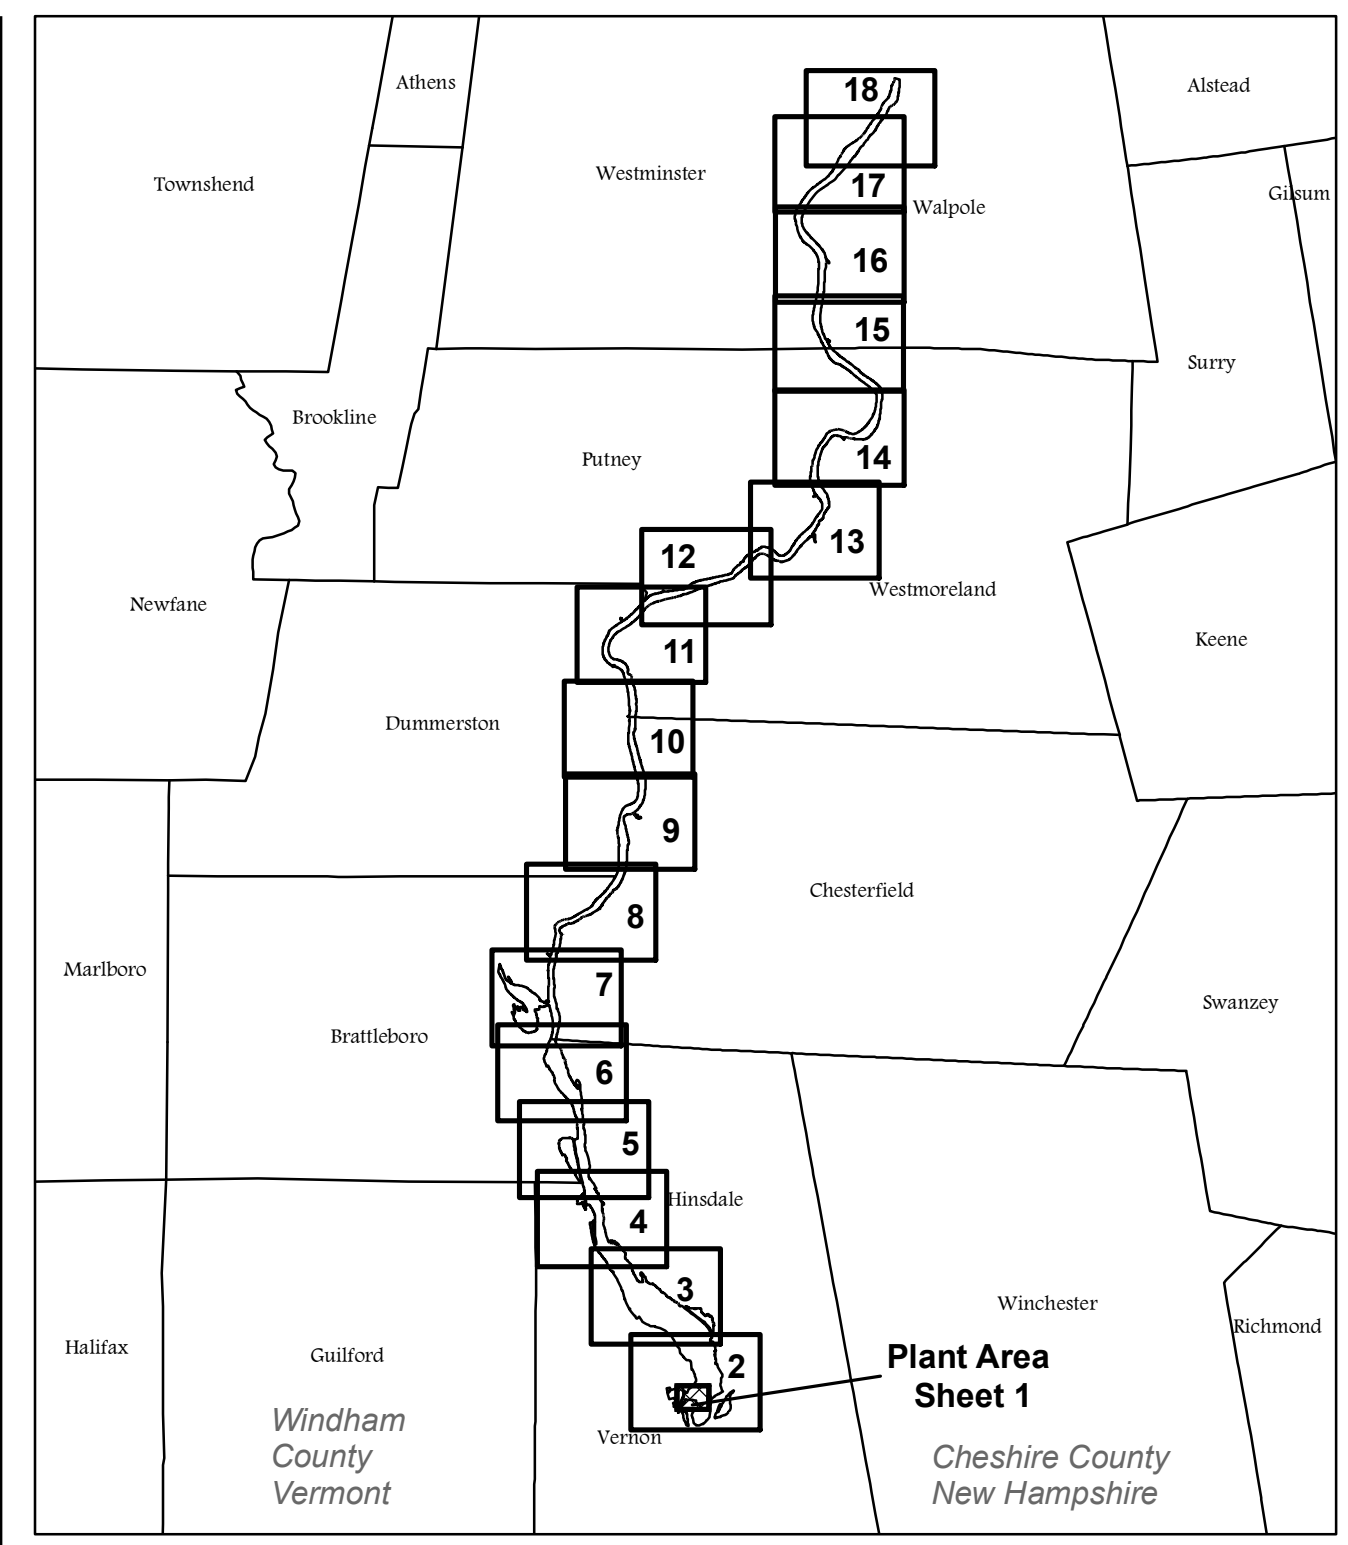 18
Athens
Alstead
Westminster
Townshend
17
Gilsum
Walpole
16
15
Surry
Brookline
14
Putney
13
12
Westmoreland
Newfane
Keene
11
Dummerston
10
9
Chesterfield
8
Marlboro
7
Swanzey
Brattleboro
6
5
Hinsdale
4
3
Winchester
Richmond
Halifax
Guilford
2
Plant Area
Sheet 1
Vernon
Windham
County
Vermont
Cheshire County
New Hampshire